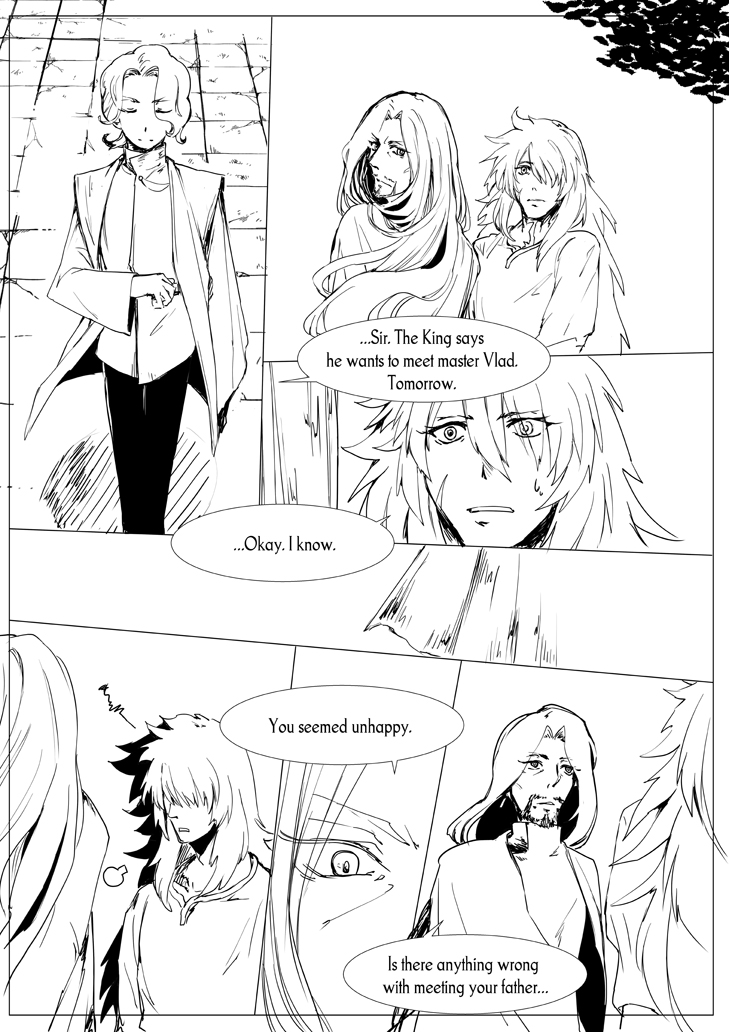 ...Sir. The King says
he wants to meet master Vlad.
Tomorrow.
...Okay. I know.
You seemed unhappy.
Is there anything wrong
with meeting your father...